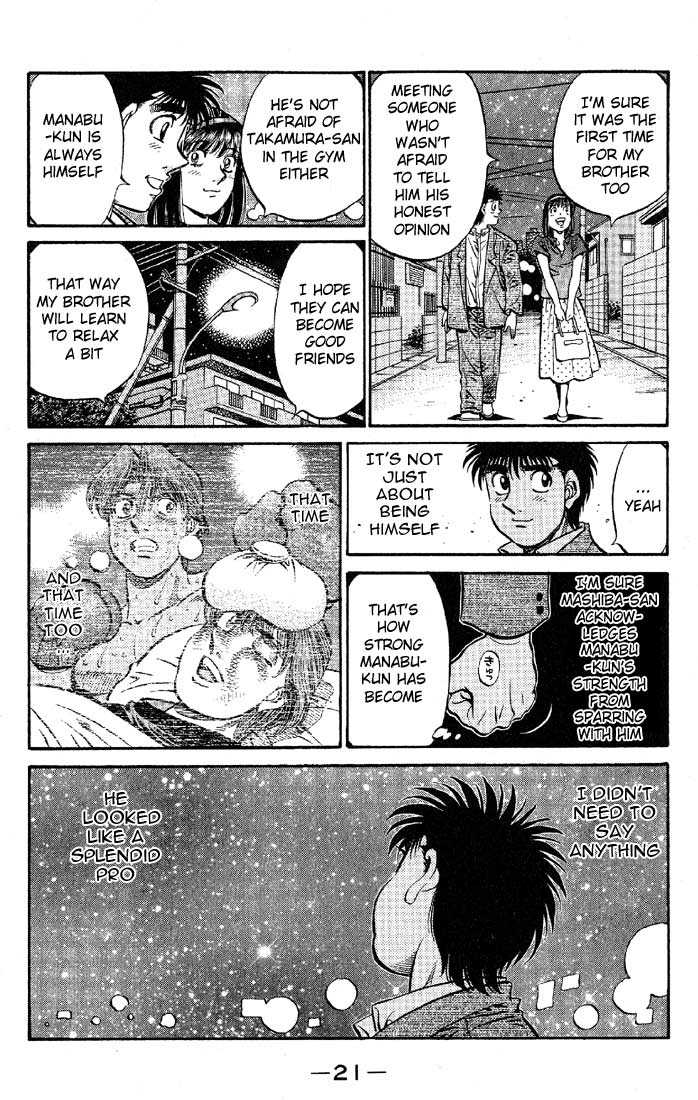 I'M SURE
IT WAS THE
FIRST TIME
FOR MY
BROTHER
TOO
MEETING
SOMEONE
WHO
WASN'T
AFRAID
TO TELL
HIM HIS
HONEST
OPINION
HE'S NOT
AFRAID OF
TAKAMURA-SAN
IN THE GYM
EITHER
MANABU
-KUN IS
ALWAYS
HIMSELF
I HOPE
THEY CAN
BECOME
GOOD
FRIENDS
THAT WAY
MY BROTHER
WILL LEARN
TO RELAX
A BIT
...
YEAH
IT'S NOT
JUST
ABOUT
BEING
HIMSELF
I'M SURE
MASHIBA-SAN
ACKNOW-
LEDGES
MANABU
-KUN'S
STRENGTH
FROM
SPARRING
WITH HIM
THAT'S
HOW
STRONG
MANABU-
KUN HAS
BECOME
THAT
TIME
AND
THAT
TIME
TOO
...
I DIDN'T
NEED TO
SAY
ANYTHING
HE
LOOKED
LIKE A
SPLENDID
PRO
—21—